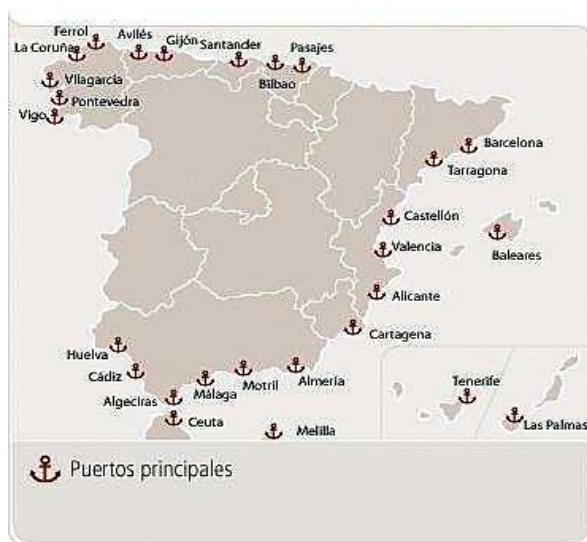 Ferrol
Avilés
Gijón
La Coruña
Santander
Pasajes
Bilbao
Vilagarcia
Pontevedra
Vigo
Barcelona
Tarragona
Castellón
Valencia
Baleares
Alicante
Cartagena
Huelva
Cádiz
Algeciras
Málaga
Motril
Almería
Ceuta
Melilla
Tenerife
Las Palmas
Puertos principales